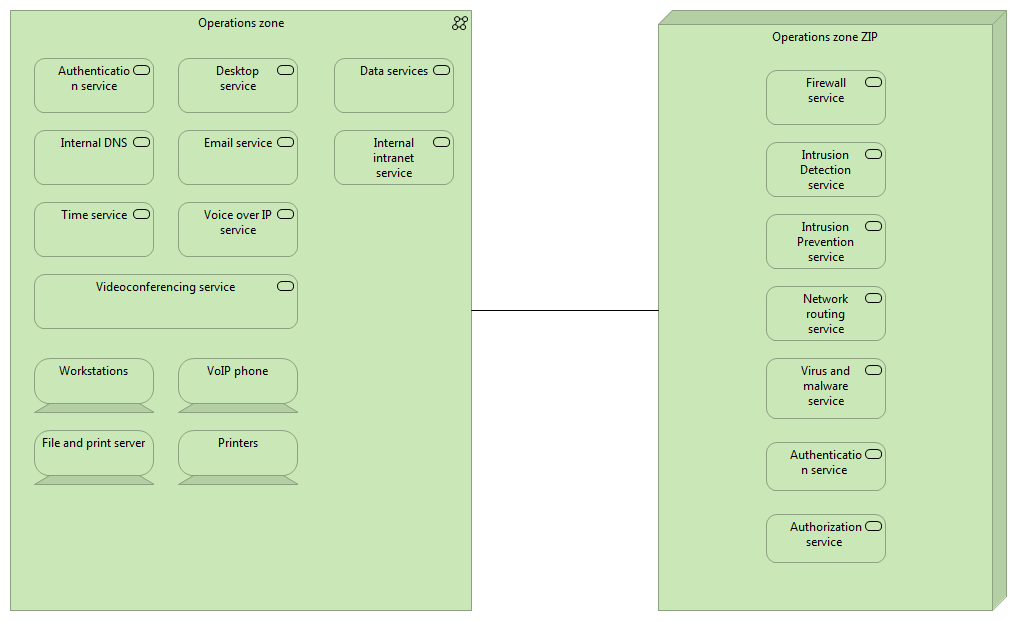 Operations zone
Authenticatio
n service
Desktop
service
Data services
Internal DNS
Email service
Internal
intranet
service
Time service
Voice over IP
service
Videoconferencing service
Workstations
VoIP phone
File and print server
Printers
Operations zone ZIP
Firewall
service
Intrusion
Detection
service
Intrusion
Prevention
service
Network
routing
service
Virus and
malware
service
Authenticatio
n service
Authorization
service